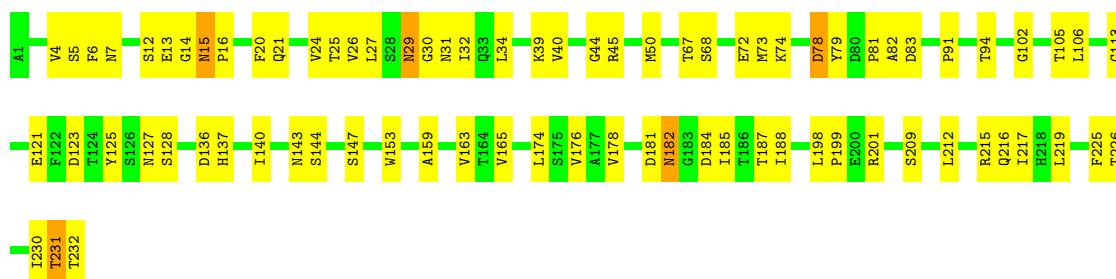 A1 V4 S5 F6 N7 S12 E13 G14 N15 P16 F20 Q21 V24 T25 V26 L27 S28 N29 G30 N31 I32 Q33 L34 K39 V40 G44 R45 M50 T67 S68 E72 M73 K74 D78 Y79 D80 P81 A82 D83 P91 T94 G102 T105 L106 G113
E121 F122 D123 T124 Y125 S126 N127 S128 D136 H137 I140 N143 S144 S147 W153 A159 V163 T164 V165 L174 S175 V176 A177 V178 D181 N182 G183 D184 I185 T186 T187 I188 L198 P199 E200 R201 S209 L212 R215 Q216 I217 H218 L219 F225 T226
I230 T231 T232